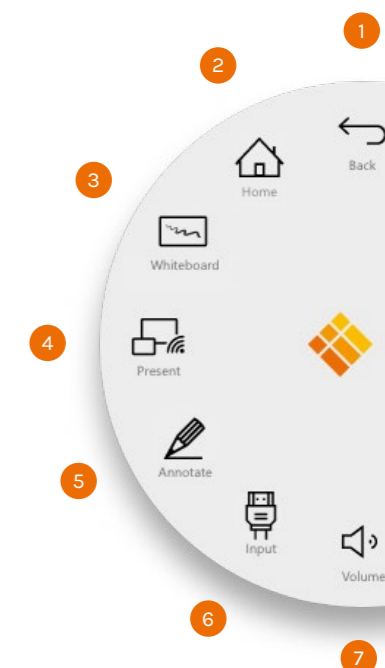 1
Back
2
Home
3
Whiteboard
4
Present
5
Annotate
6
Input
7
Volume